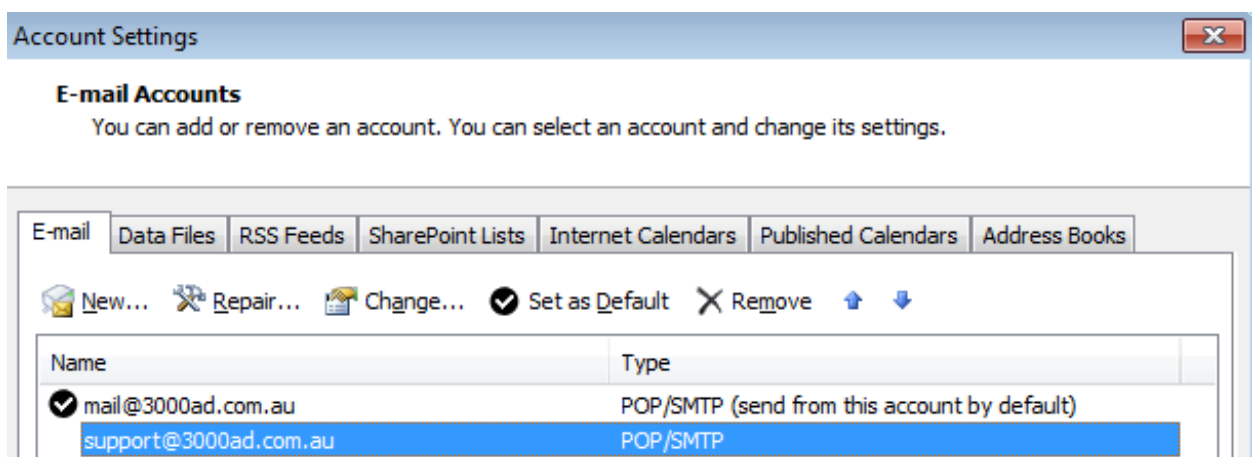 Account Settings
E-mail Accounts
You can add or remove an account. You can select an account and change its settings.
E-mail Data Files RSS Feeds SharePoint Lists Internet Calendars Published Calendars Address Books
New... Repair... Change... Set as Default Remove
Name Type
mail@3000ad.com.au POP/SMTP (send from this account by default)
support@3000ad.com.au POP/SMTP